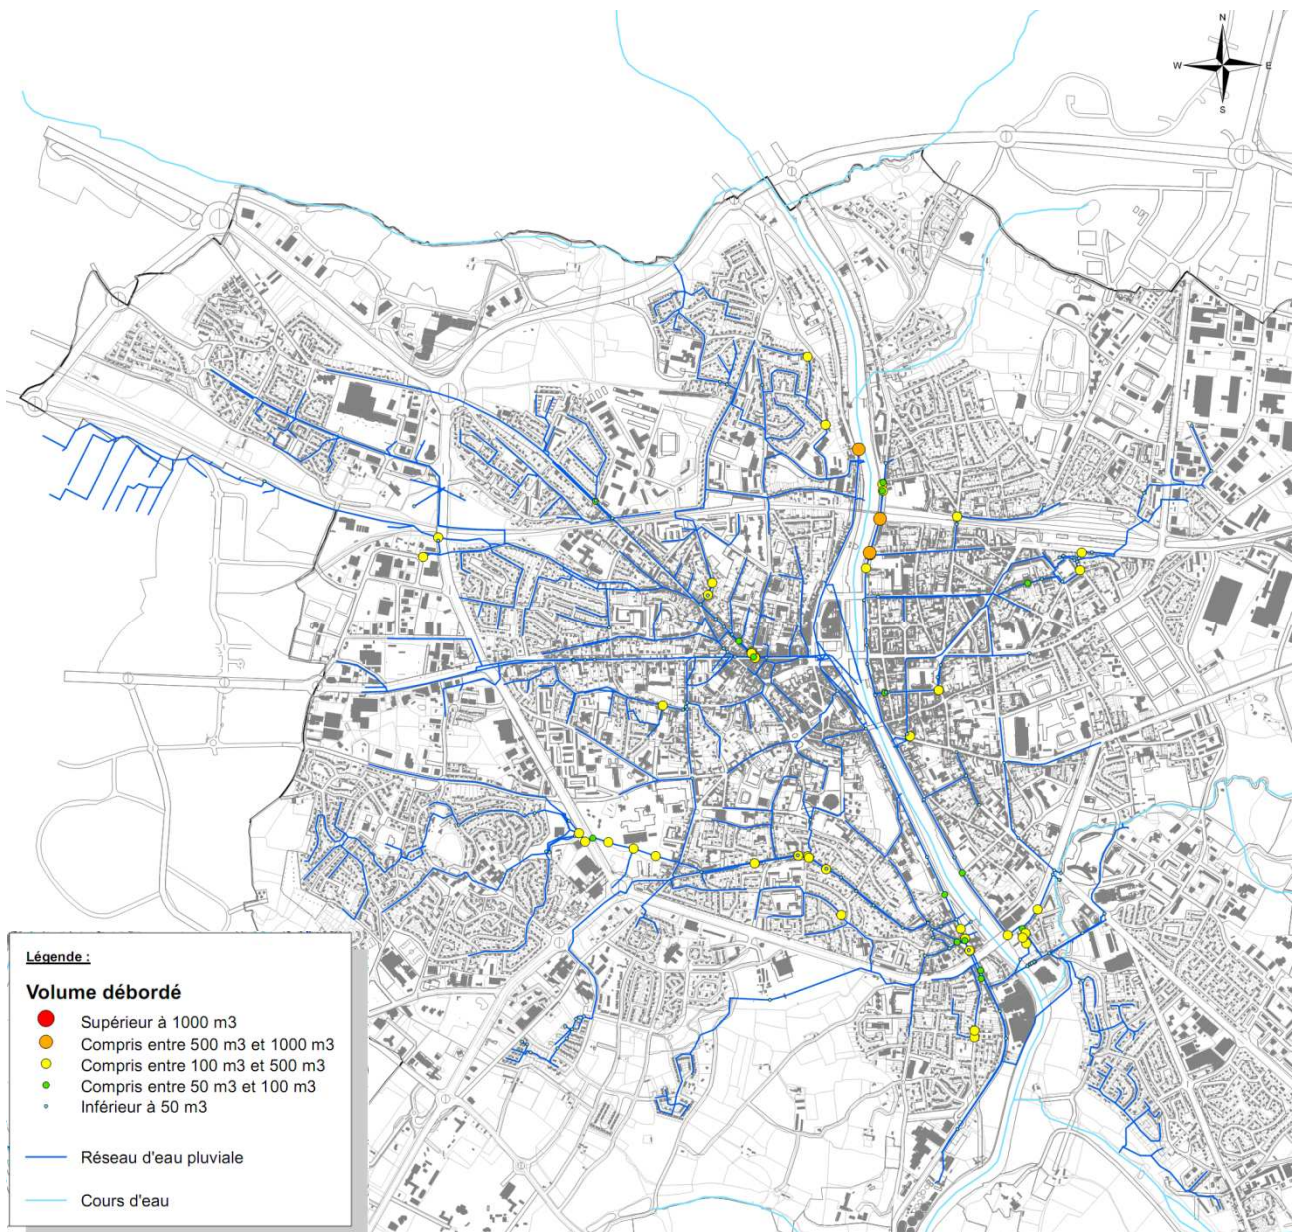 N
W E
S
Légende :
Volume débordé
Supérieur à 1000 m3
Compris entre 500 m3 et 1000 m3
Compris entre 100 m3 et 500 m3
Compris entre 50 m3 et 100 m3
Inférieur à 50 m3
Réseau d'eau pluviale
Cours d'eau